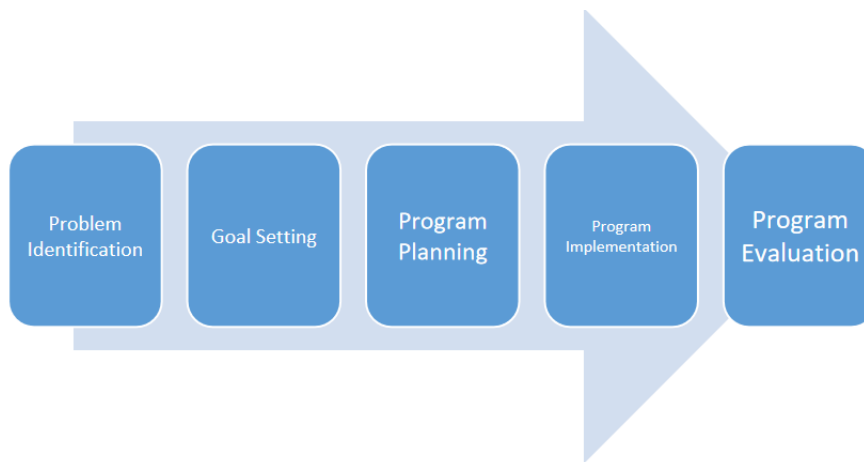 Problem
Identification
Goal Setting
Program
Planning
Program
Implementation
Program
Evaluation